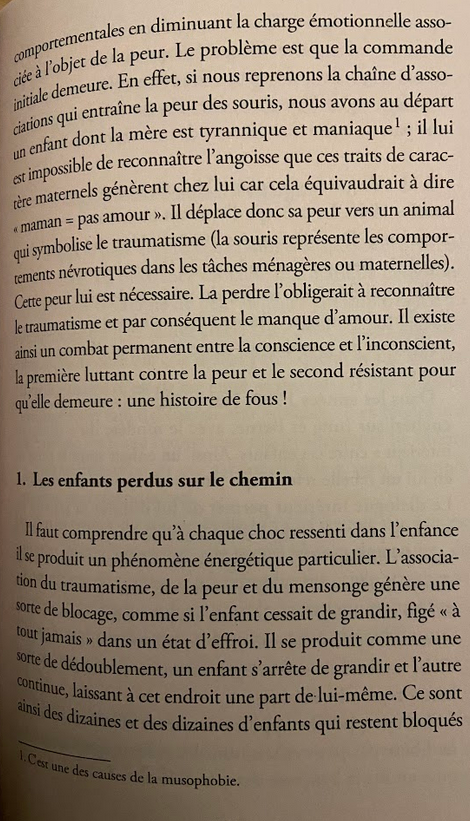 comportementales en diminuant la charge émotionnelle asso-
ciée à l'objet de la peur. Le problème est que la commande
initiale demeure. En effet, si nous reprenons la chaîne d'asso-
ciations qui entraîne la peur des souris, nous avons au départ
un enfant dont la mère est tyrannique et maniaque¹ ; il lui
est impossible de reconnaître l'angoisse que ces traits de carac-
tère maternels génèrent chez lui car cela équivaudrait à dire
« maman = pas amour ». Il déplace donc sa peur vers un animal
qui symbolise le traumatisme (la souris représente les compor-
tements névrotiques dans les tâches ménagères ou maternelles).
Cette peur lui est nécessaire. La perdre l'obligerait à reconnaître
le traumatisme et par conséquent le manque d'amour. Il existe
ainsi un combat permanent entre la conscience et l'inconscient,
la première luttant contre la peur et le second résistant pour
qu'elle demeure : une histoire de fous !
1. Les enfants perdus sur le chemin
Il faut comprendre qu'à chaque choc ressenti dans l'enfance
il se produit un phénomène énergétique particulier. L'associa-
tion du traumatisme, de la peur et du mensonge génère une
sorte de blocage, comme si l'enfant cessait de grandir, figé « à
tout jamais » dans un état d'effroi. Il se produit comme une
sorte de dédoublement, un enfant s'arrête de grandir et l'autre
continue, laissant à cet endroit une part de lui-même. Ce sont
ainsi des dizaines et des dizaines d'enfants qui restent bloqués
1. C'est une des causes de la musophobie.